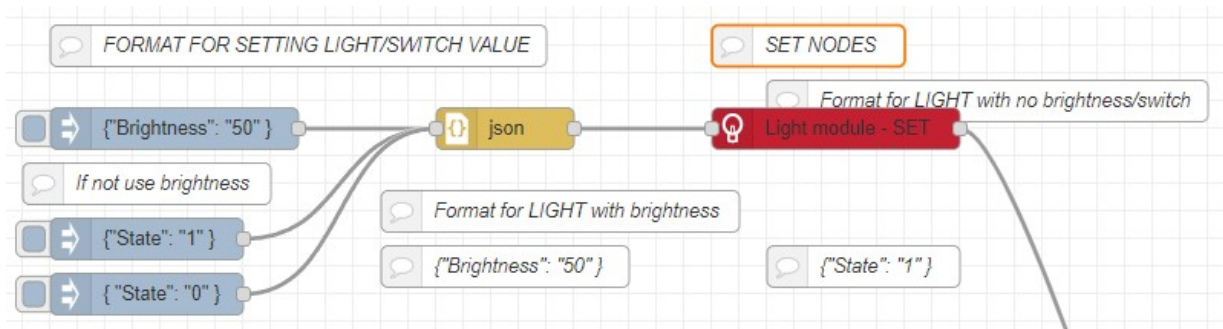 FORMAT FOR SETTING LIGHT/SWITCH VALUE
SET NODES
Format for LIGHT with no brightness/switch
{"Brightness": "50" }
json
Light module - SET
If not use brightness
Format for LIGHT with brightness
{"State": "1" }
{"Brightness": "50" }
{"State": "1" }
{ "State": "0" }